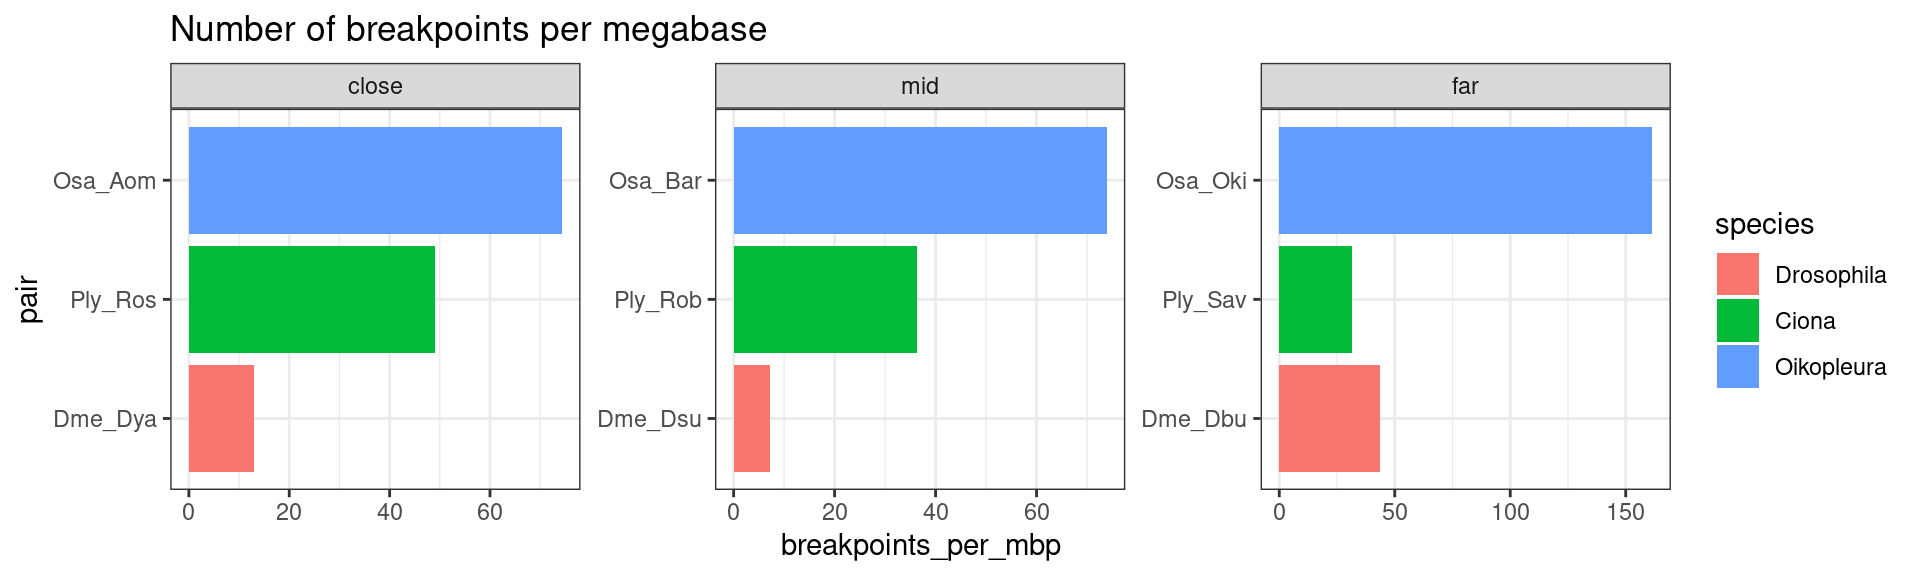 Number of breakpoints per megabase
close
mid
far
pair
Osa_Aom
Ply_Ros
Dme_Dya
Osa_Bar
Ply_Rob
Dme_Dsu
Osa_Oki
Ply_Sav
Dme_Dbu
0 20 40 60
0 20 40 60
0 50 100 150
breakpoints_per_mbp
species
Drosophila
Ciona
Oikopleura